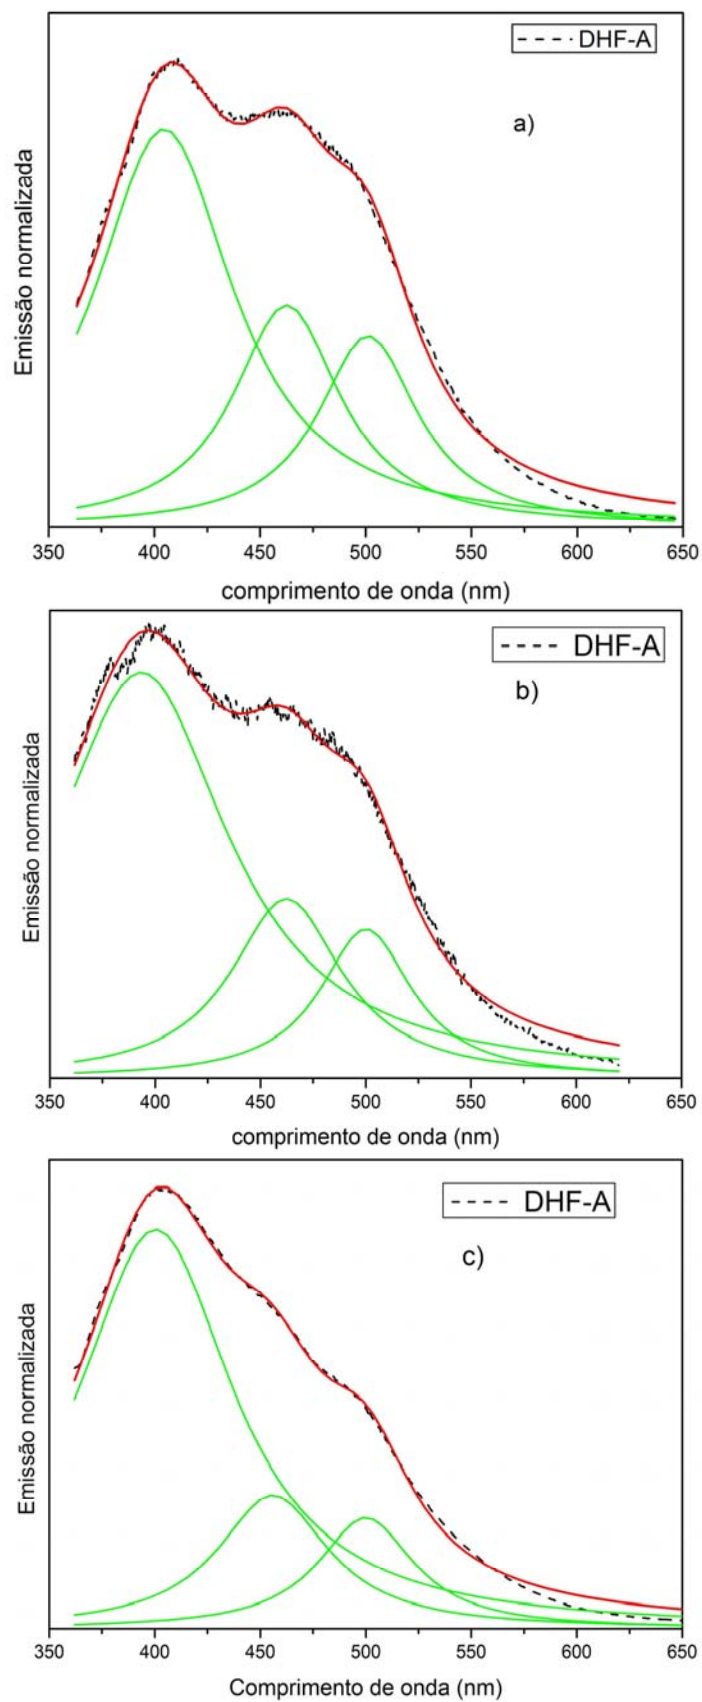 DHF-A
a)
Emissão normalizada
350 400 450 500 550 600 650
comprimento de onda (nm)
DHF-A
b)
Emissão normalizada
350 400 450 500 550 600 650
comprimento de onda (nm)
DHF-A
c)
Emissão normalizada
350 400 450 500 550 600 650
Comprimento de onda (nm)